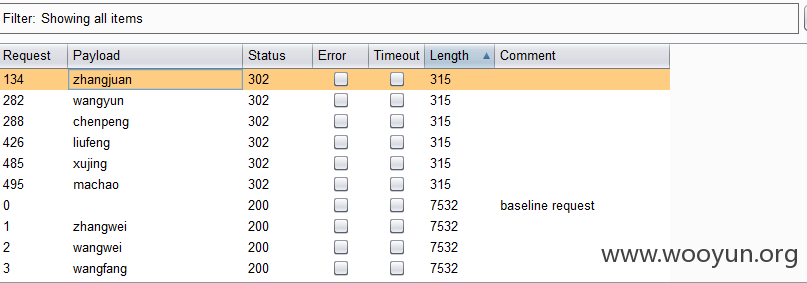 Filter: Showing all items
Request Payload Status Error Timeout Length Comment
134 zhangjuan 302 315
282 wangyun 302 315
288 chenpeng 302 315
426 liufeng 302 315
485 xujing 302 315
495 machao 302 315
0 200 7532 baseline request
1 zhangwei 200 7532
2 wangwei 200 7532
3 wangfang 200 7532
www.wooyun.org